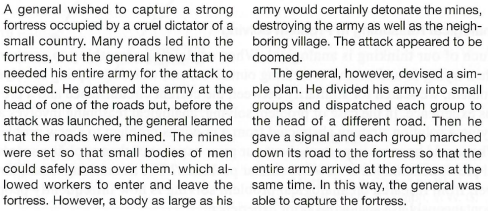 A general wished to capture a strong
fortress occupied by a cruel dictator of a
small country. Many roads led into the
fortress, but the general knew that he
needed his entire army for the attack to
succeed. He gathered the army at the
head of one of the roads but, before the
attack was launched, the general learned
that the roads were mined. The mines
were set so that small bodies of men
could safely pass over them, which al-
lowed workers to enter and leave the
fortress. However, a body as large as his
army would certainly detonate the mines,
destroying the army as well as the neigh-
boring village. The attack appeared to be
doomed.
The general, however, devised a sim-
ple plan. He divided his army into small
groups and dispatched each group to
the head of a different road. Then he
gave a signal and each group marched
down its road to the fortress so that the
entire army arrived at the fortress at the
same time. In this way, the general was
able to capture the fortress.